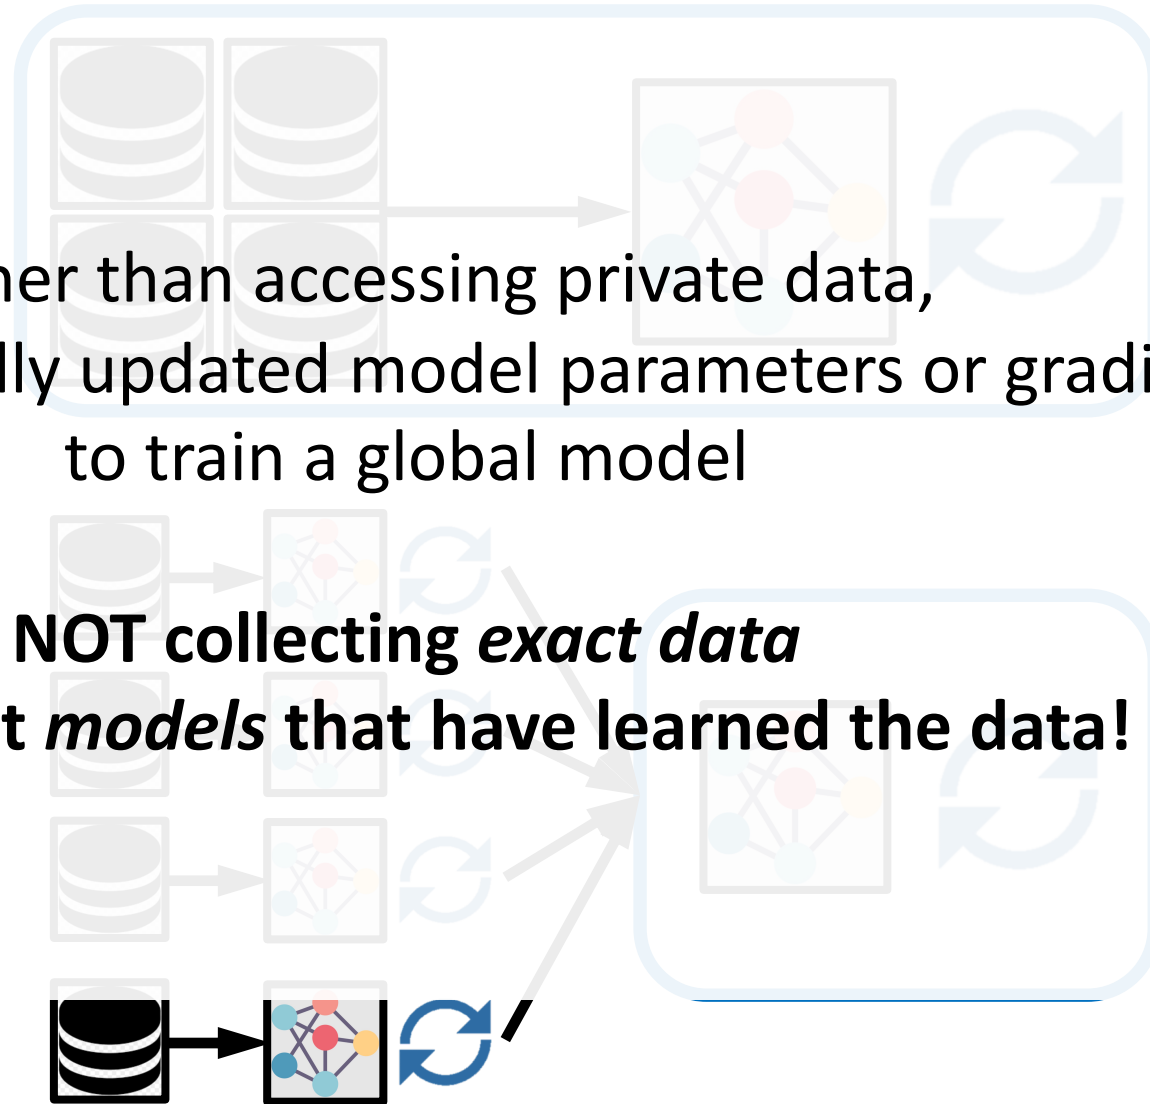 her than accessing private data,
lly updated model parameters or gradi
to train a global model
NOT collecting exact data
t models that have learned the data!